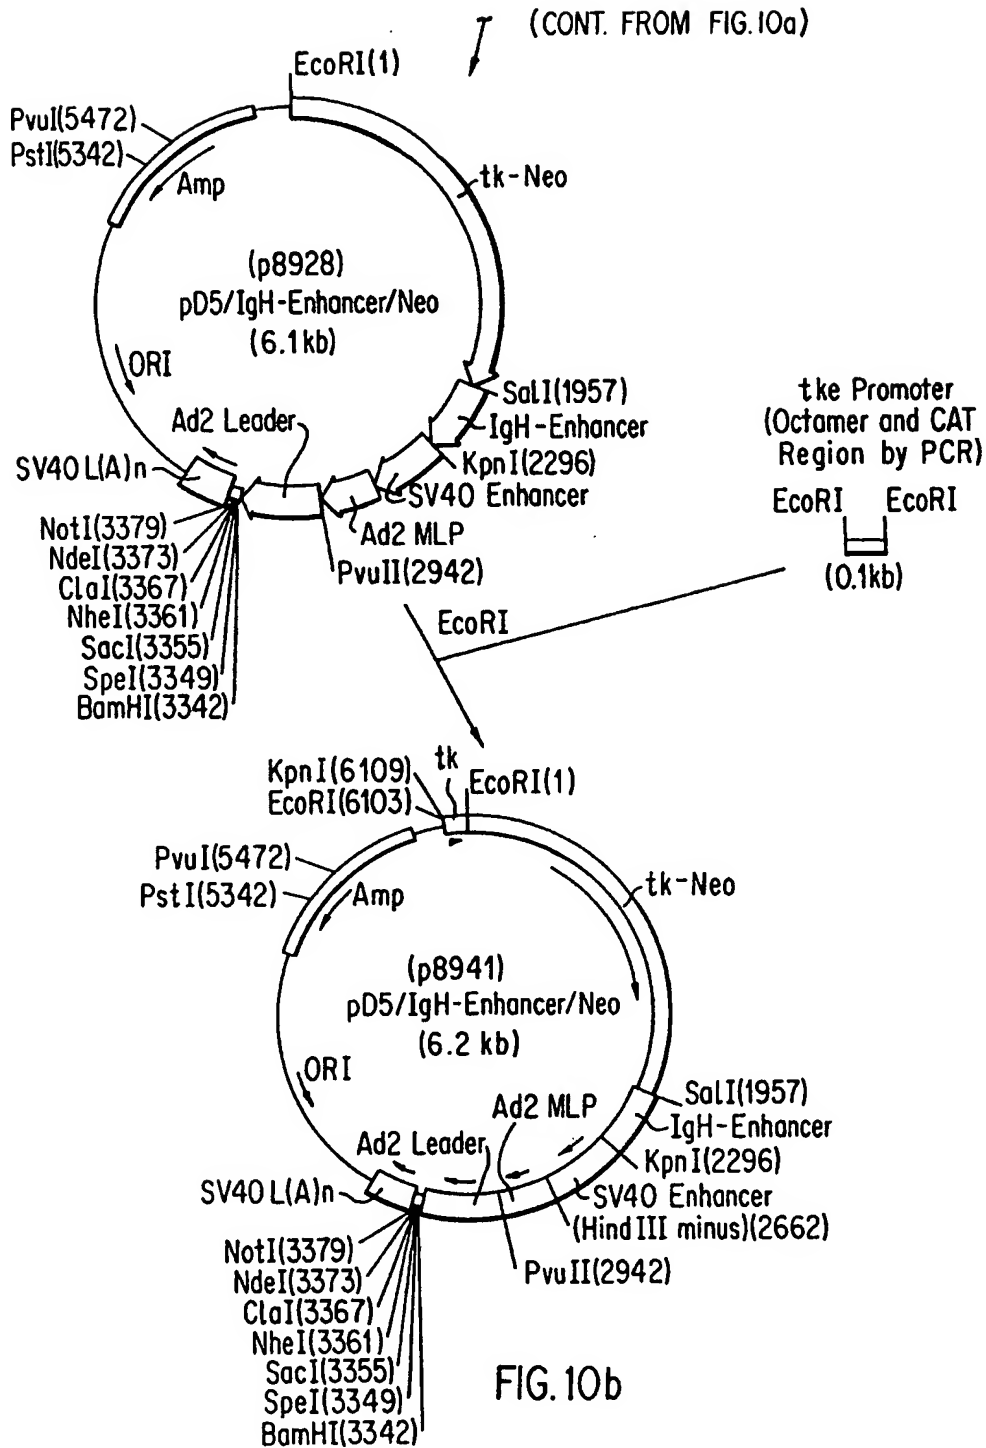 (CONT. FROM FIG.10a)
EcoRI(1)
PvuI(5472)
PstI(5342)
Amp
tk-Neo
(p8928)
pD5/IgH-Enhancer/Neo
(6.1kb)
ORI
SalI(1957)
IgH-Enhancer
KpnI(2296)
SV40 Enhancer
Ad2 Leader
SV40 L(A)n
Ad2 MLP
PvuII(2942)
NotI(3379)
NdeI(3373)
ClaI(3367)
NheI(3361)
SacI(3355)
SpeI(3349)
BamHI(3342)
tke Promoter
(Octamer and CAT
Region by PCR)
EcoRI EcoRI
(0.1kb)
EcoRI
tk
KpnI(6109)
EcoRI(6103)
EcoRI(1)
PvuI(5472)
PstI(5342)
Amp
tk-Neo
(p8941)
pD5/IgH-Enhancer/Neo
(6.2 kb)
ORI
SalI(1957)
IgH-Enhancer
KpnI(2296)
SV40 Enhancer
(Hind III minus)(2662)
Ad2 MLP
Ad2 Leader
SV40 L(A)n
PvuII(2942)
NotI(3379)
NdeI(3373)
ClaI(3367)
NheI(3361)
SacI(3355)
SpeI(3349)
BamHI(3342)
FIG. 10b